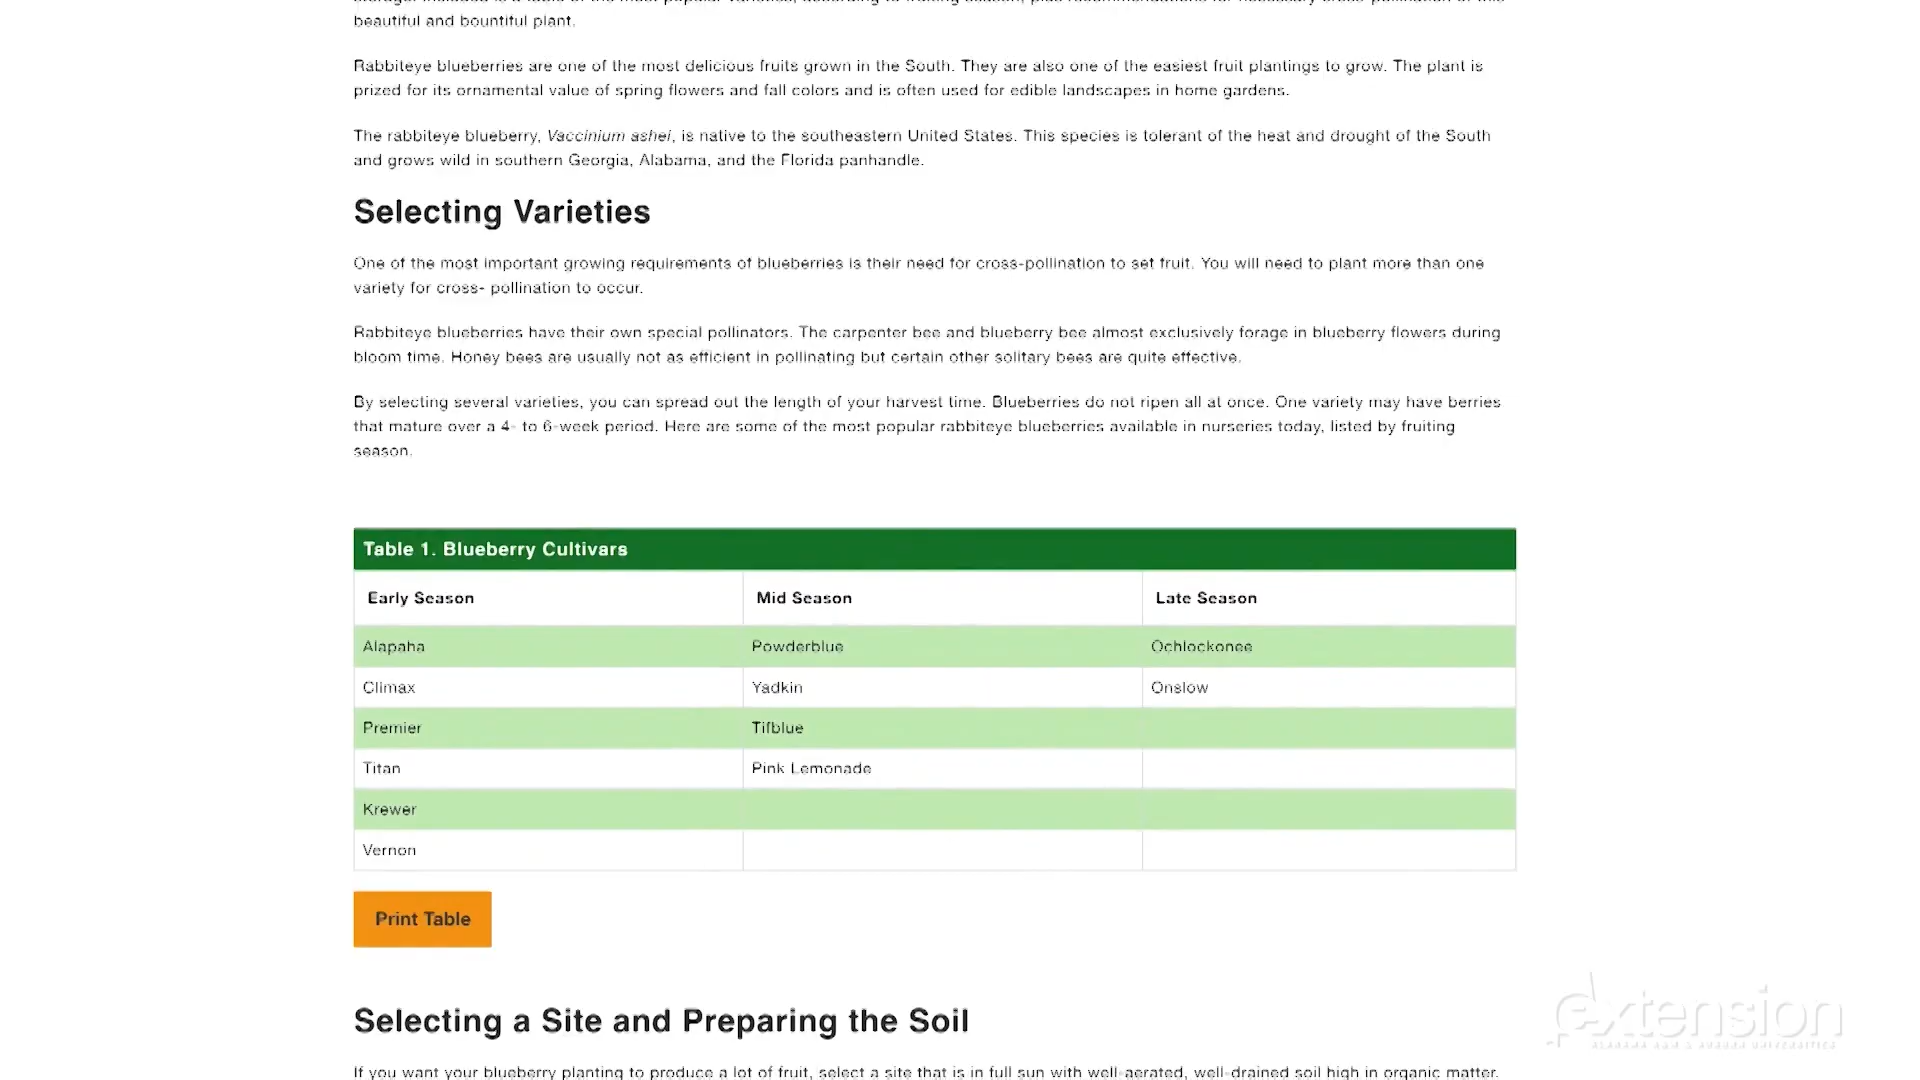 beautiful and bountiful plant.
Rabbiteye blueberries are one of the most delicious fruits grown in the South. They are also one of the easiest fruit plantings to grow. The plant is
prized for its ornamental value of spring flowers and fall colors and is often used for edible landscapes in home gardens.
The rabbiteye blueberry, Vaccinium ashei, is native to the southeastern United States. This species is tolerant of the heat and drought of the South
and grows wild in southern Georgia, Alabama, and the Florida panhandle.
Selecting Varieties
One of the most important growing requirements of blueberries is their need for cross-pollination to set fruit. You will need to plant more than one
variety for cross- pollination to occur.
Rabbiteye blueberries have their own special pollinators. The carpenter bee and blueberry bee almost exclusively forage in blueberry flowers during
bloom time. Honey bees are usually not as efficient in pollinating but certain other solitary bees are quite effective.
By selecting several varieties, you can spread out the length of your harvest time. Blueberries do not ripen all at once. One variety may have berries
that mature over a 4- to 6-week period. Here are some of the most popular rabbiteye blueberries available in nurseries today, listed by fruiting
season.
Table 1. Blueberry Cultivars
Early Season Mid Season Late Season
Alapaha Powderblue Ochlockonee
Climax Yadkin Onslow
Premier Tifblue
Titan Pink Lemonade
Krewer
Vernon
Print Table
Selecting a Site and Preparing the Soil
If you want your blueberry planting to produce a lot of fruit, select a site that is in full sun with well-aerated, well-drained soil high in organic matter.
extension
ALABAMA A&M & AUBURN UNIVERSITIES